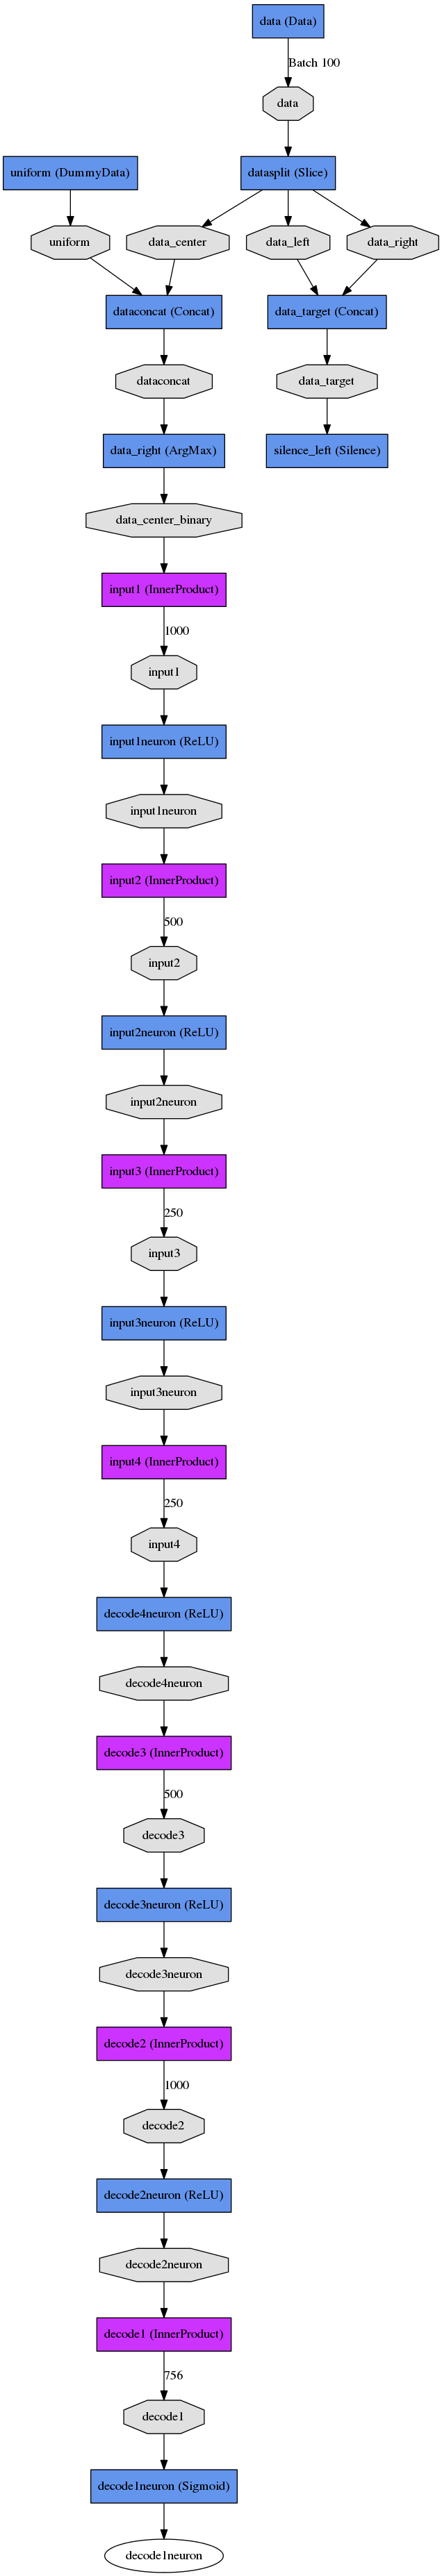 data (Data)
Batch 100
data
uniform (DummyData)
datasplit (Slice)
uniform
data_center
data_left
data_right
dataconcat (Concat)
data_target (Concat)
dataconcat
data_target
data_right (ArgMax)
silence_left (Silence)
data_center_binary
input1 (InnerProduct)
1000
input1
input1neuron (ReLU)
input1neuron
input2 (InnerProduct)
500
input2
input2neuron (ReLU)
input2neuron
input3 (InnerProduct)
250
input3
input3neuron (ReLU)
input3neuron
input4 (InnerProduct)
250
input4
decode4neuron (ReLU)
decode4neuron
decode3 (InnerProduct)
500
decode3
decode3neuron (ReLU)
decode3neuron
decode2 (InnerProduct)
1000
decode2
decode2neuron (ReLU)
decode2neuron
decode1 (InnerProduct)
756
decode1
decode1neuron (Sigmoid)
decode1neuron